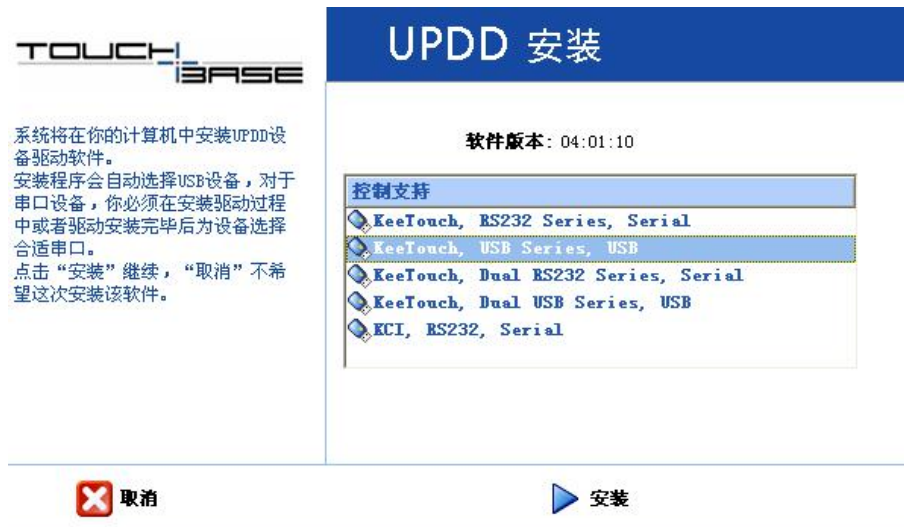 TOUCH
BASE
UPDD 安装
系统将在你的计算机中安装UPDD设
备驱动软件。
安装程序会自动选择USB设备，对于
串口设备，你必须在安装驱动过程
中或者驱动安装完毕后为设备选择
合适串口。
点击“安装”继续，“取消”不希
望这次安装该软件。
软件版本: 04:01:10
控制支持
KeeTouch, RS232 Series, Serial
KeeTouch, USB Series, USB
KeeTouch, Dual RS232 Series, Serial
KeeTouch, Dual USB Series, USB
KCI, RS232, Serial
取消
安装